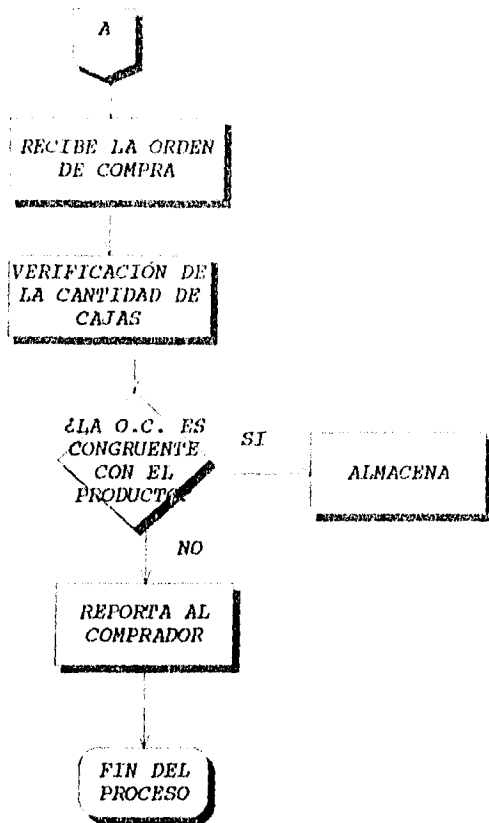 A
RECIBE LA ORDEN
DE COMPRA
VERIFICACIÓN DE
LA CANTIDAD DE
CAJAS
¿LA O.C. ES
CONGRUENTE
CON EL
PRODUCTO
SI
ALMACENA
NO
REPORTA AL
COMPRADOR
FIN DEL
PROCESO